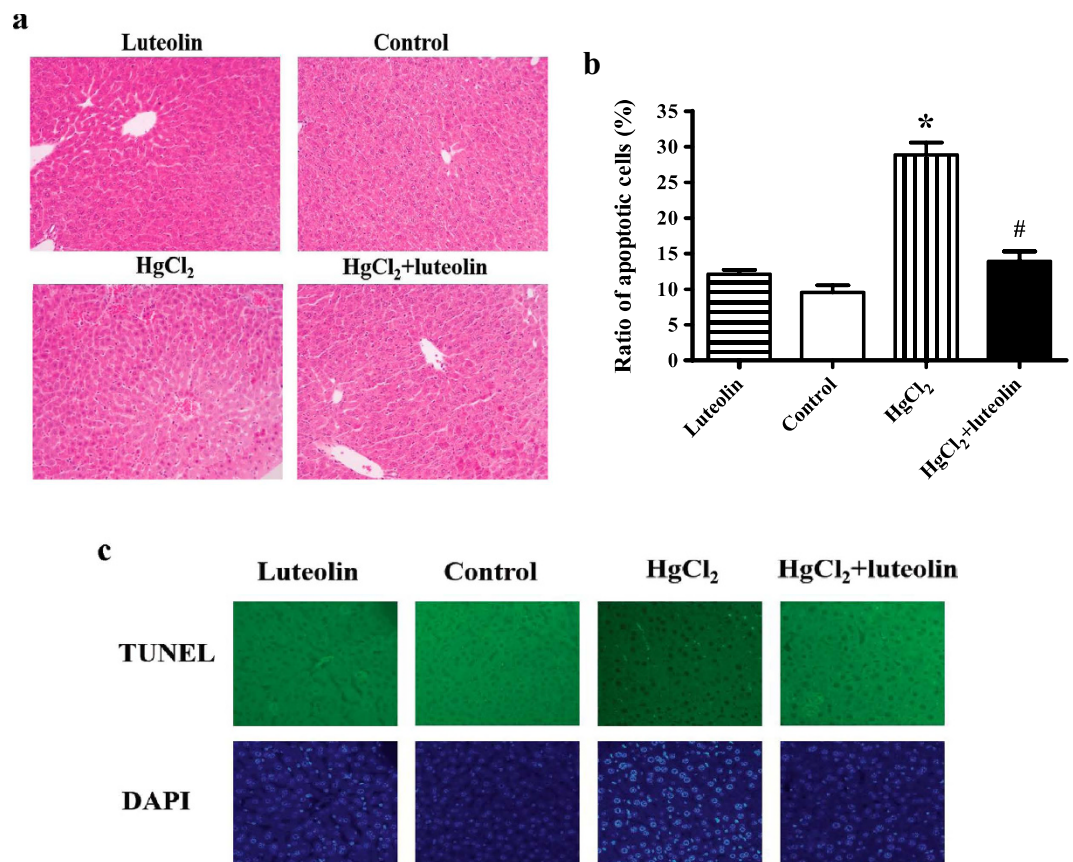 a
Luteolin
Control
HgCl₂
HgCl₂+luteolin
b
Ratio of apoptotic cells (%)
35
30
25
20
15
10
5
0
*
#
Luteolin
Control
HgCl₂
HgCl₂+luteolin
c
Luteolin
Control
HgCl₂
HgCl₂+luteolin
TUNEL
DAPI